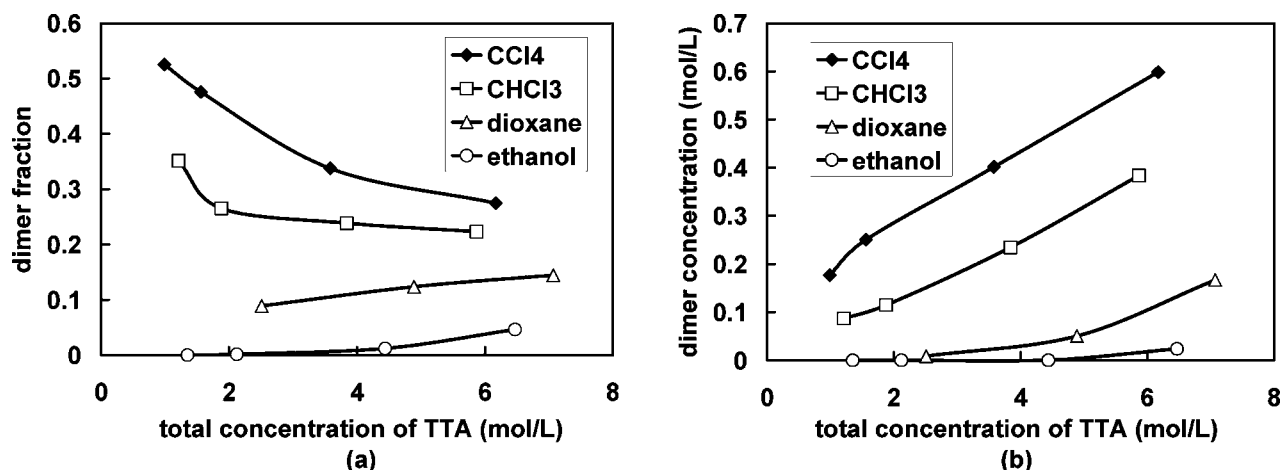 0.6
0.5
0.4
0.3
0.2
0.1
0
dimer fraction
CCl4
CHCl3
dioxane
ethanol
0 2 4 6 8
total concentration of TTA (mol/L)
(a)
0.7
0.6
0.5
0.4
0.3
0.2
0.1
0
dimer concentration (mol/L)
CCl4
CHCl3
dioxane
ethanol
0 2 4 6 8
total concentration of TTA (mol/L)
(b)